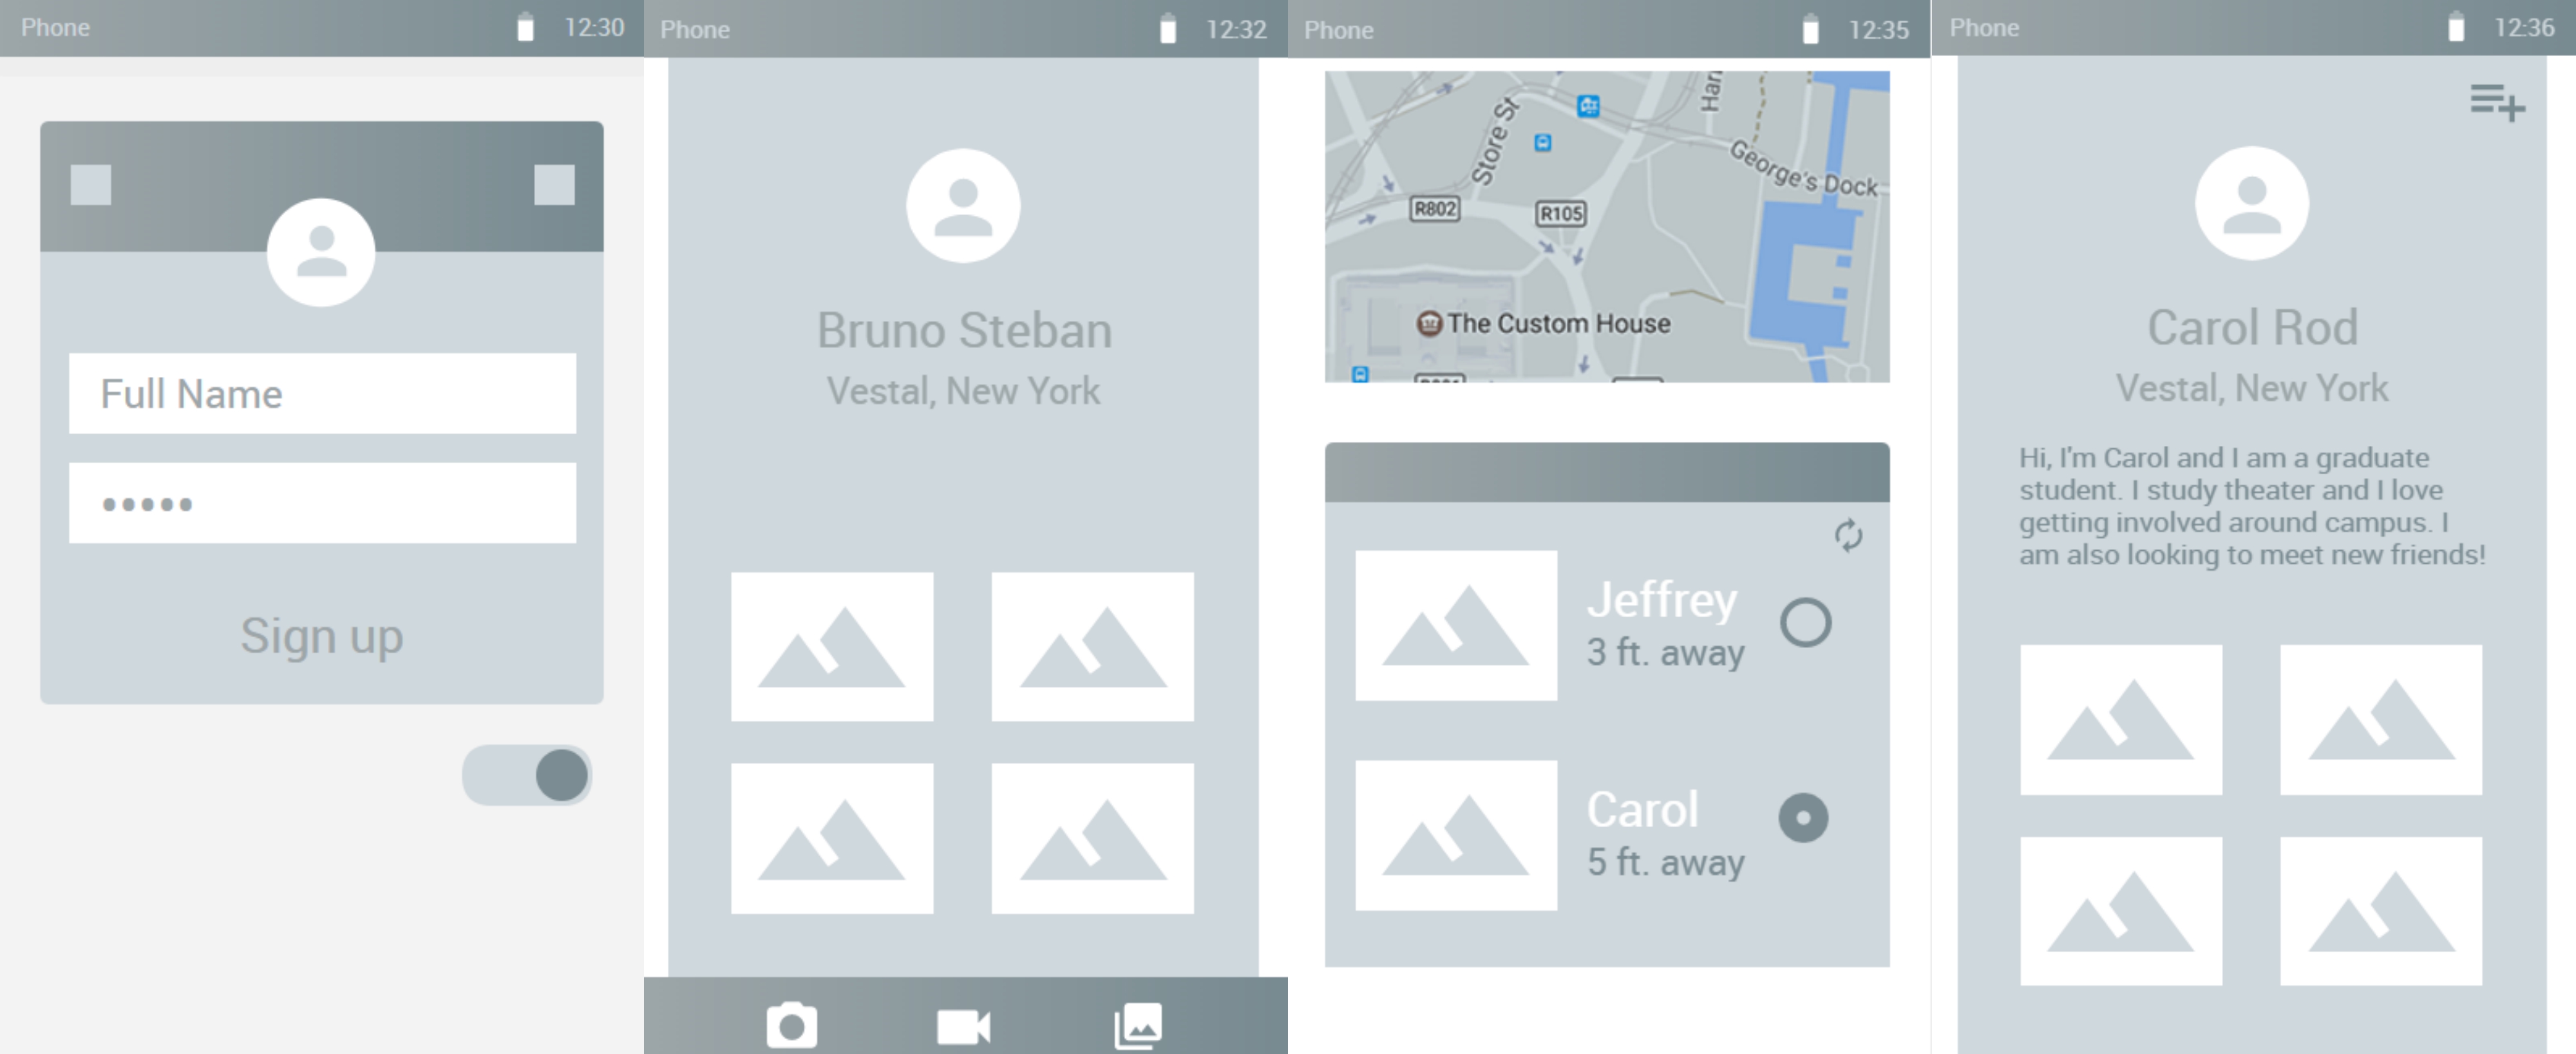 Phone 12:30
Full Name
•••••
Sign up
Phone 12:32
Bruno Steban
Vestal, New York
Phone 12:35
Store St
George's Dock
R802
R105
The Custom House
Jeffrey
3 ft. away
Carol
5 ft. away
Phone 12:36
Carol Rod
Vestal, New York
Hi, I'm Carol and I am a graduate
student. I study theater and I love
getting involved around campus. I
am also looking to meet new friends!